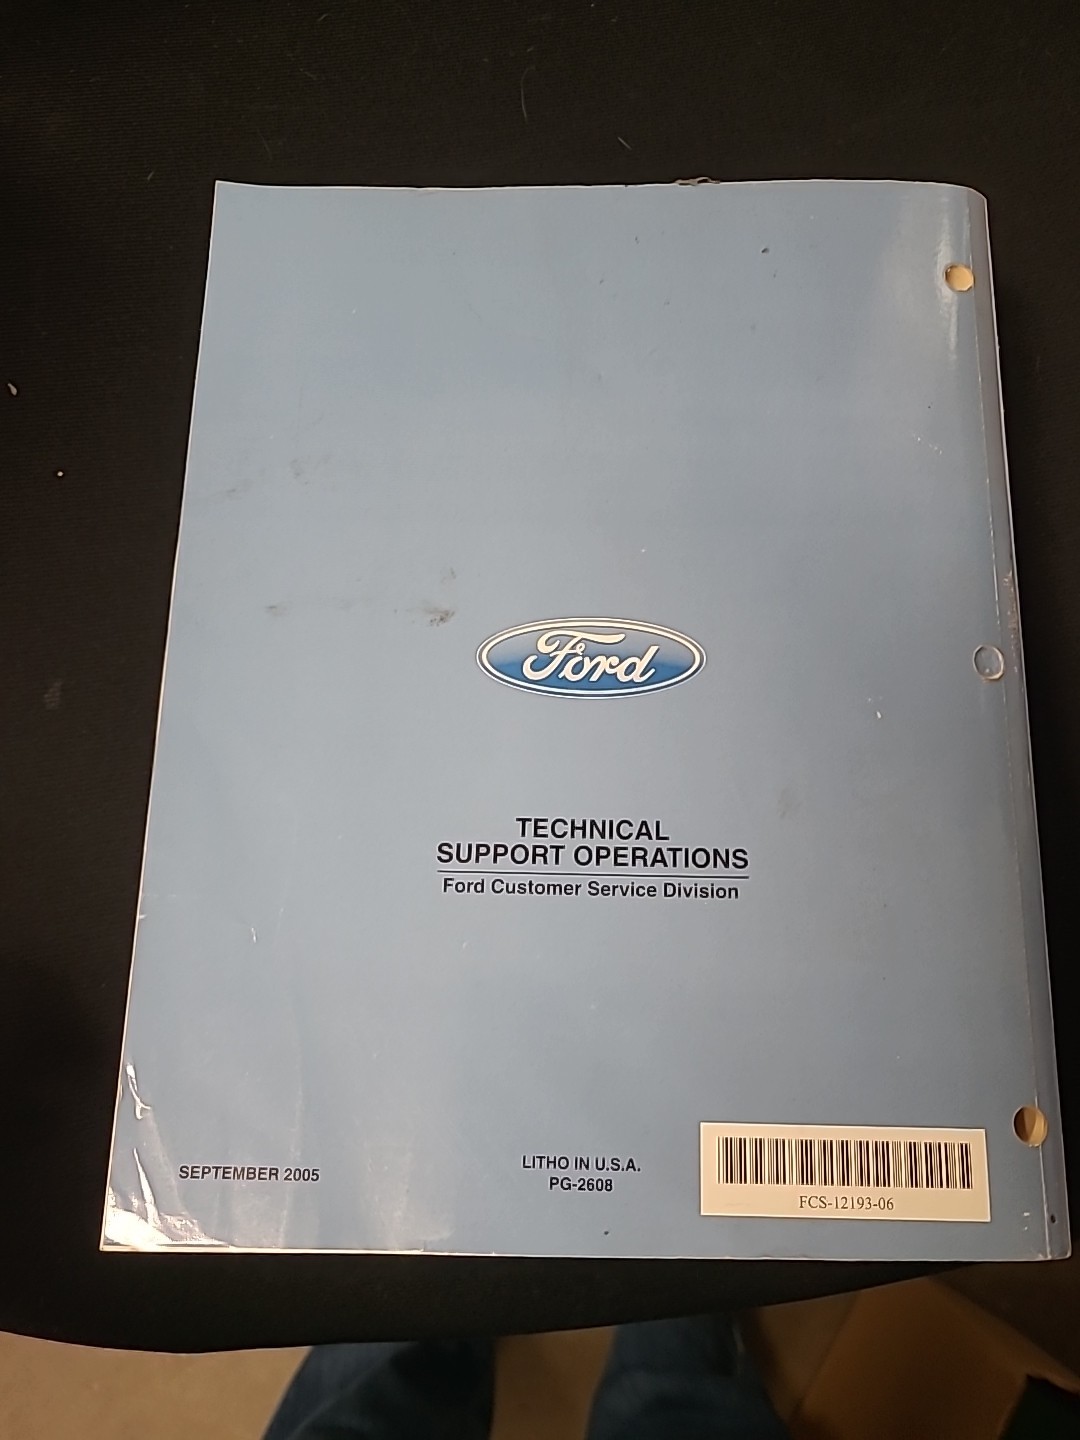 Ford
TECHNICAL
SUPPORT OPERATIONS
Ford Customer Service Division
SEPTEMBER 2005
LITHO IN U.S.A.
PG-2608
FCS-12193-06